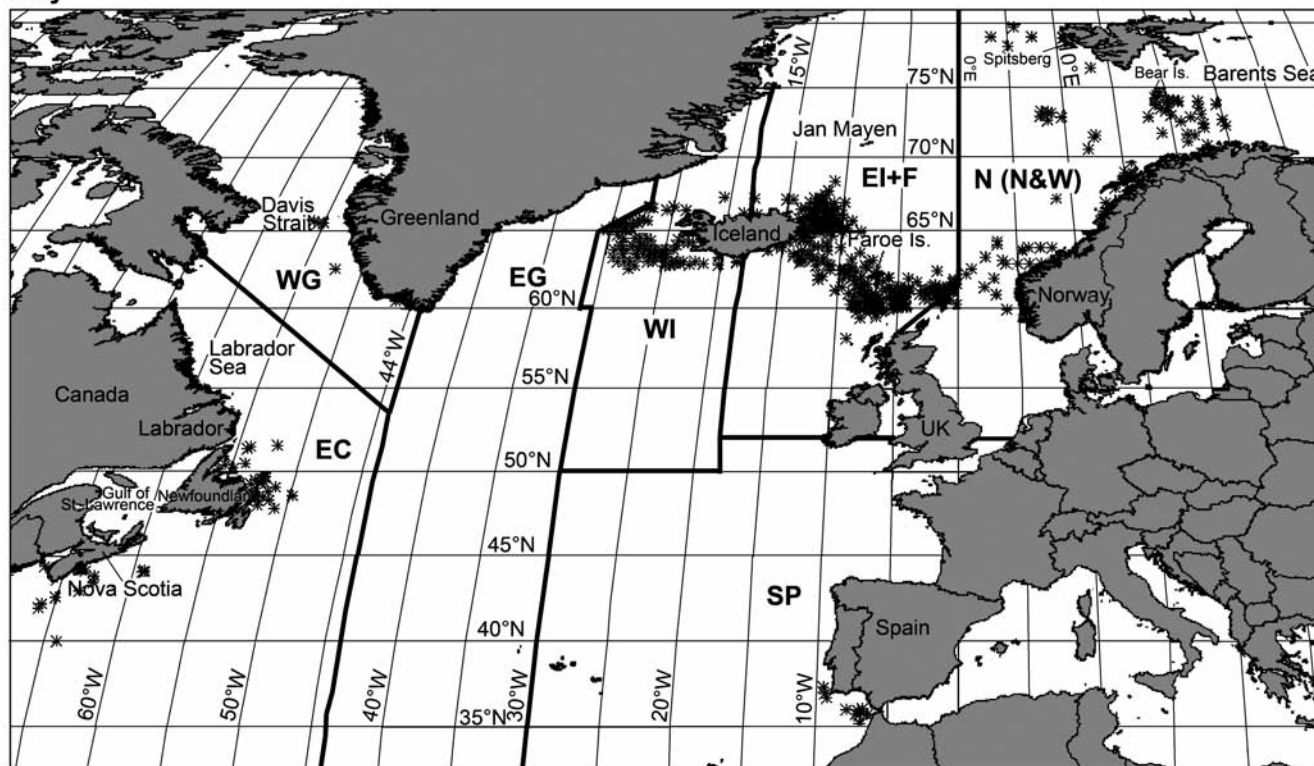 Spitsberg
0°E
0°E
Bear Is.
Barents Sea
75°N
15°W
Jan Mayen
70°N
EI+F
N (N&W)
Davis
Strait
Greenland
65°N
Iceland
Faroe Is.
WG
EG
60°N
WI
Norway
Labrador
Sea
44°W
55°N
Canada
Labrador
EC
UK
50°N
Gulf of
St-Lawrence
Newfoundland
45°N
Nova Scotia
SP
Spain
40°N
60°W
50°W
40°W
30°W
20°W
10°W
35°N